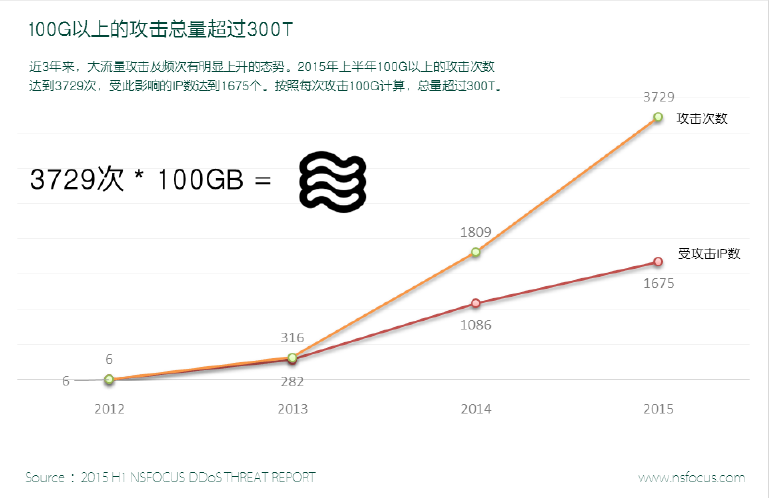 100G以上的攻击总量超过300T
近3年来，大流量攻击及频次有明显上升的态势。2015年上半年100G以上的攻击次数
达到3729次，受此影响的IP数达到1675个。按照每次攻击100G计算，总量超过300T。
3729
攻击次数
3729次 * 100GB =
1809
受攻击IP数
1675
1086
316
282
6
6
2012 2013 2014 2015
Source : 2015 H1 NSFOCUS DDoS THREAT REPORT www.nsfocus.com